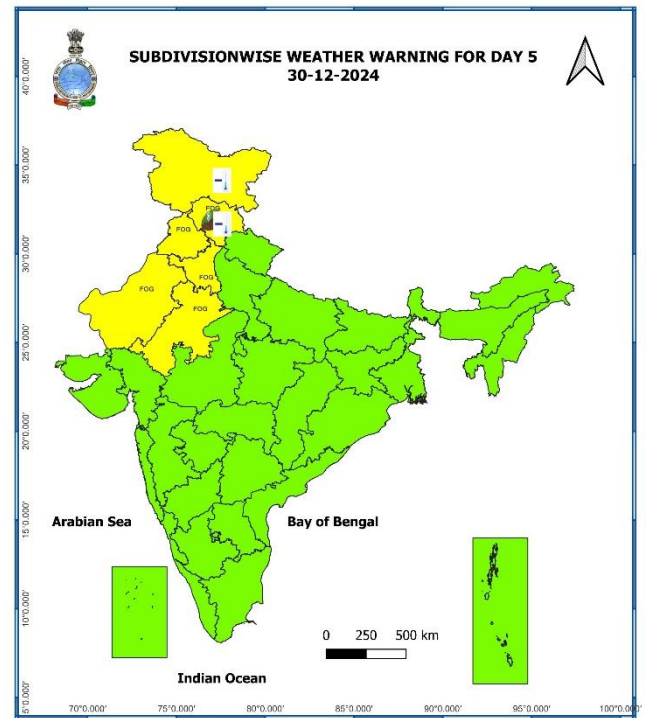 SUBDIVISIONWISE WEATHER WARNING FOR DAY 5
30-12-2024
40°0.000'
35°0.000'
30°0.000'
25°0.000'
20°0.000'
15°0.000'
10°0.000'
5°0.000'
FOG
FOG
FOG
FOG
FOG
Arabian Sea
Bay of Bengal
0 250 500 km
Indian Ocean
70°0.000' 75°0.000' 80°0.000' 85°0.000' 90°0.000' 95°0.000' 100°0.000'